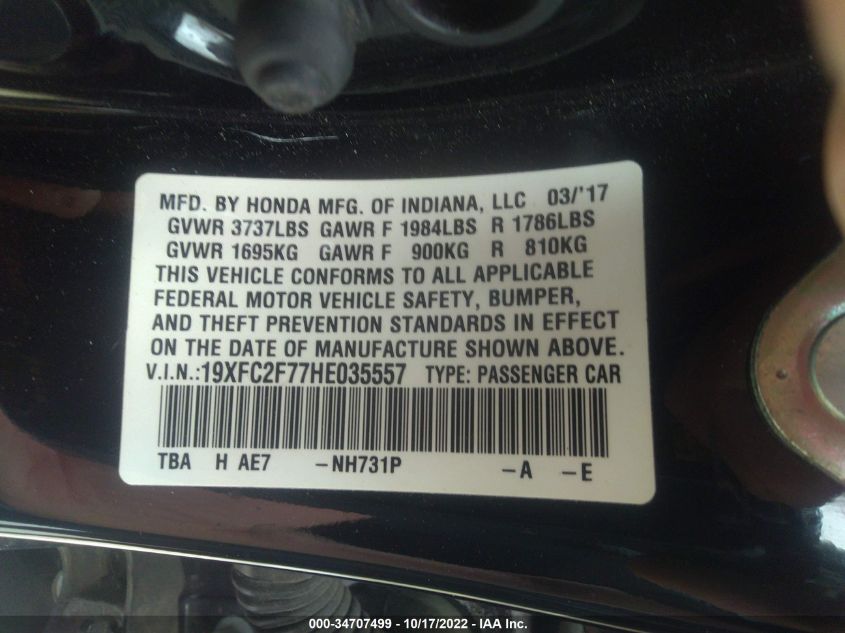 MFD. BY HONDA MFG. OF INDIANA, LLC 03/'17
GVWR 3737LBS GAWR F 1984LBS R 1786LBS
GVWR 1695KG GAWR F 900KG R 810KG
THIS VEHICLE CONFORMS TO ALL APPLICABLE
FEDERAL MOTOR VEHICLE SAFETY, BUMPER,
AND THEFT PREVENTION STANDARDS IN EFFECT
ON THE DATE OF MANUFACTURE SHOWN ABOVE.
V.I.N.:19XFC2F77HE035557 TYPE: PASSENGER CAR
TBA H AE7 -NH731P -A -E
000-34707499 - 10/17/2022 - IAA Inc.